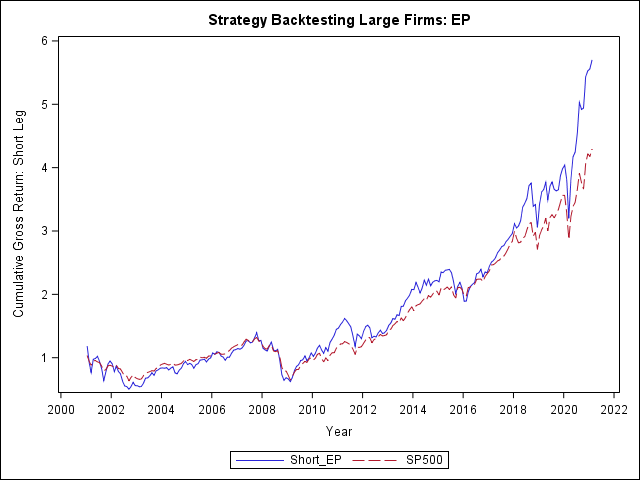 Strategy Backtesting Large Firms: EP
Cumulative Gross Return: Short Leg
6
5
4
3
2
1
2000 2002 2004 2006 2008 2010 2012 2014 2016 2018 2020 2022
Year
Short_EP SP500